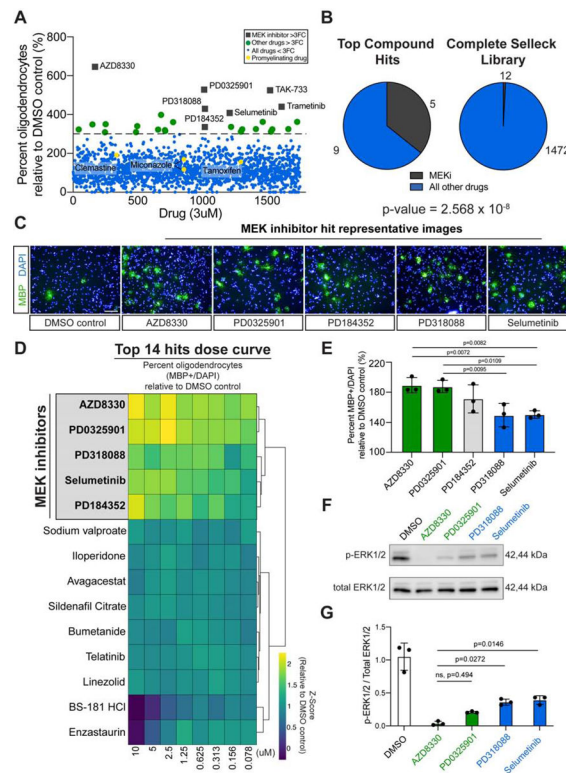 A
Percent oligodendrocytes
relative to DMSO control (%)
800
600
400
200
0
0
500
1000
1500
Drug (3uM)
AZD8330
PD0325901
TAK-733
PD318088
Trametinib
Selumetinib
PD184352
Clemastine
Miconazole
Tamoxifen
MEK inhibitor >3FC
Other drugs > 3FC
All drugs < 3FC
Promyelinating drug
B
Top Compound
Hits
Complete Selleck
Library
5
9
12
1472
MEKi
All other drugs
p-value = 2.568 x 10-8
C
MEK inhibitor hit representative images
MBP DAPI
DMSO control
AZD8330
PD0325901
PD184352
PD318088
Selumetinib
D
Top 14 hits dose curve
Percent oligodendrocytes
(MBP+/DAPI)
relative to DMSO control
MEK inhibitors
AZD8330
PD0325901
PD318088
Selumetinib
PD184352
Sodium valproate
Iloperidone
Avagacestat
Sildenafil Citrate
Bumetanide
Telatinib
Linezolid
BS-181 HCl
Enzastaurin
10
5
2.5
1.25
0.625
0.313
0.156
0.078
(uM)
2
1
0
Z-Score
(Relative to DMSO control)
E
Percent MBP+/DAPI
relative to DMSO control (%)
240
210
180
150
120
100
p=0.0082
p=0.0072
p=0.0109
p=0.0095
AZD8330
PD0325901
PD184352
PD318088
Selumetinib
F
DMSO
AZD8330
PD0325901
PD318088
Selumetinib
p-ERK1/2
42,44 kDa
total ERK1/2
42,44 kDa
G
p-ERK1/2 / Total ERK1/2
1.5
1.0
0.5
0.0
p=0.0146
p=0.0272
ns, p=0.494
DMSO
AZD8330
PD0325901
PD318088
Selumetinib